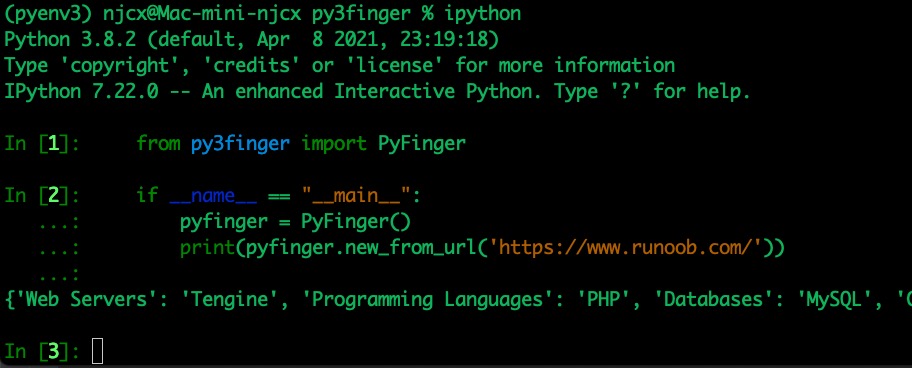 (pyenv3) njcx@Mac-mini-njcx py3finger % ipython
Python 3.8.2 (default, Apr  8 2021, 23:19:18)
Type 'copyright', 'credits' or 'license' for more information
IPython 7.22.0 -- An enhanced Interactive Python. Type '?' for help.
In [1]:     from py3finger import PyFinger
In [2]:     if __name__ == "__main__":
   ...:         pyfinger = PyFinger()
   ...:         print(pyfinger.new_from_url('https://www.runoob.com/'))
   ...:
{'Web Servers': 'Tengine', 'Programming Languages': 'PHP', 'Databases': 'MySQL', '
In [3]: